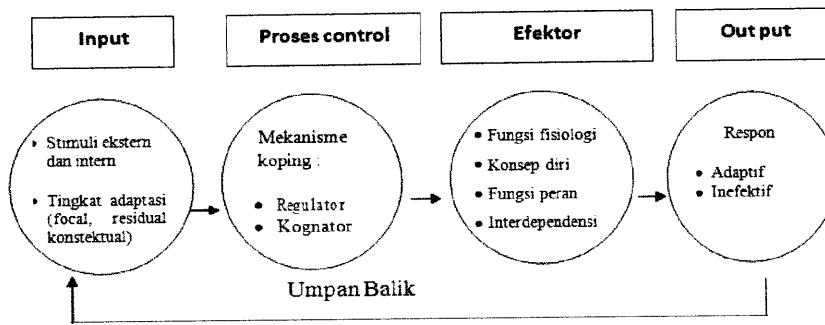 Input
Proses control
Efektor
Out put
Stimuli ekstern
dan intern
Tingkat adaptasi
(focal, residual
konstektual)
Mekanisme
koping :
Regulator
Kognator
Fungsi fisiologi
Konsep diri
Fungsi peran
Interdependensi
Respon
Adaptif
Inefektif
Umpan Balik